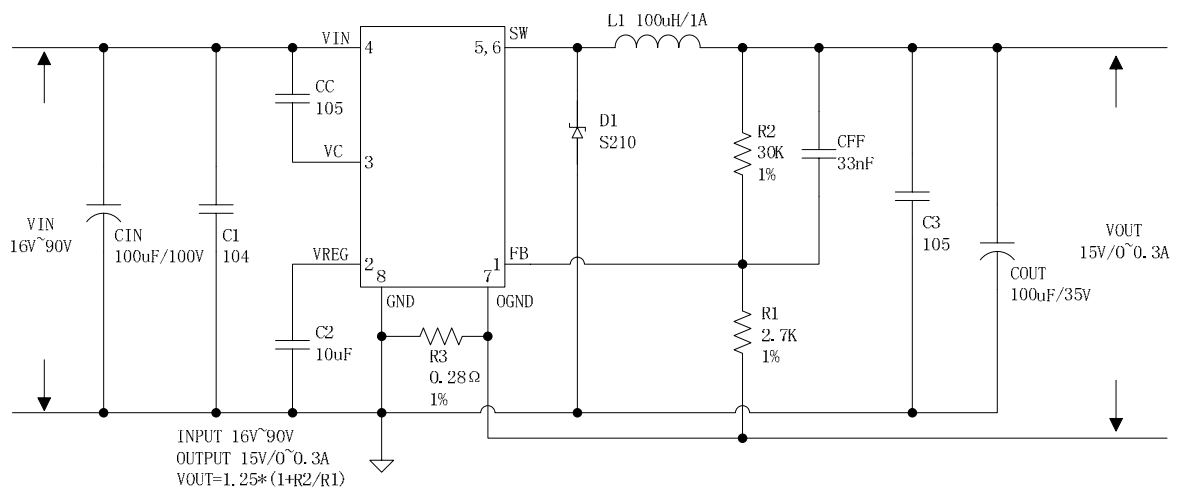 L1 100uH/1A
VIN
4
5,6
SW
CC
105
VC
3
D1
S210
R2
30K
1%
CFF
33nF
VIN
16V~90V
CIN
100uF/100V
C1
104
VREG
2
1
FB
8
7
GND
OGND
C3
105
COUT
100uF/35V
VOUT
15V/0~0.3A
C2
10uF
R3
0.28Ω
1%
R1
2.7K
1%
INPUT 16V~90V
OUTPUT 15V/0~0.3A
VOUT=1.25*(1+R2/R1)